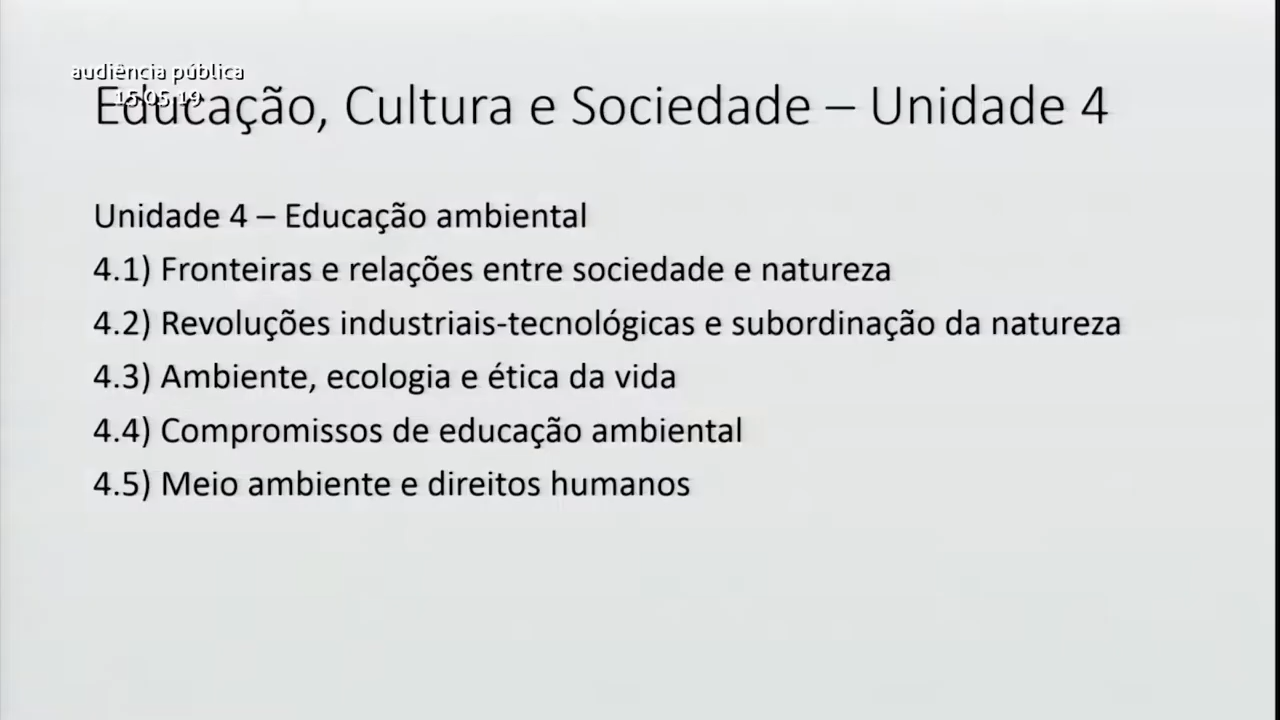 audiência pública
15.05.19
Educação, Cultura e Sociedade – Unidade 4
Unidade 4 – Educação ambiental
4.1) Fronteiras e relações entre sociedade e natureza
4.2) Revoluções industriais-tecnológicas e subordinação da natureza
4.3) Ambiente, ecologia e ética da vida
4.4) Compromissos de educação ambiental
4.5) Meio ambiente e direitos humanos